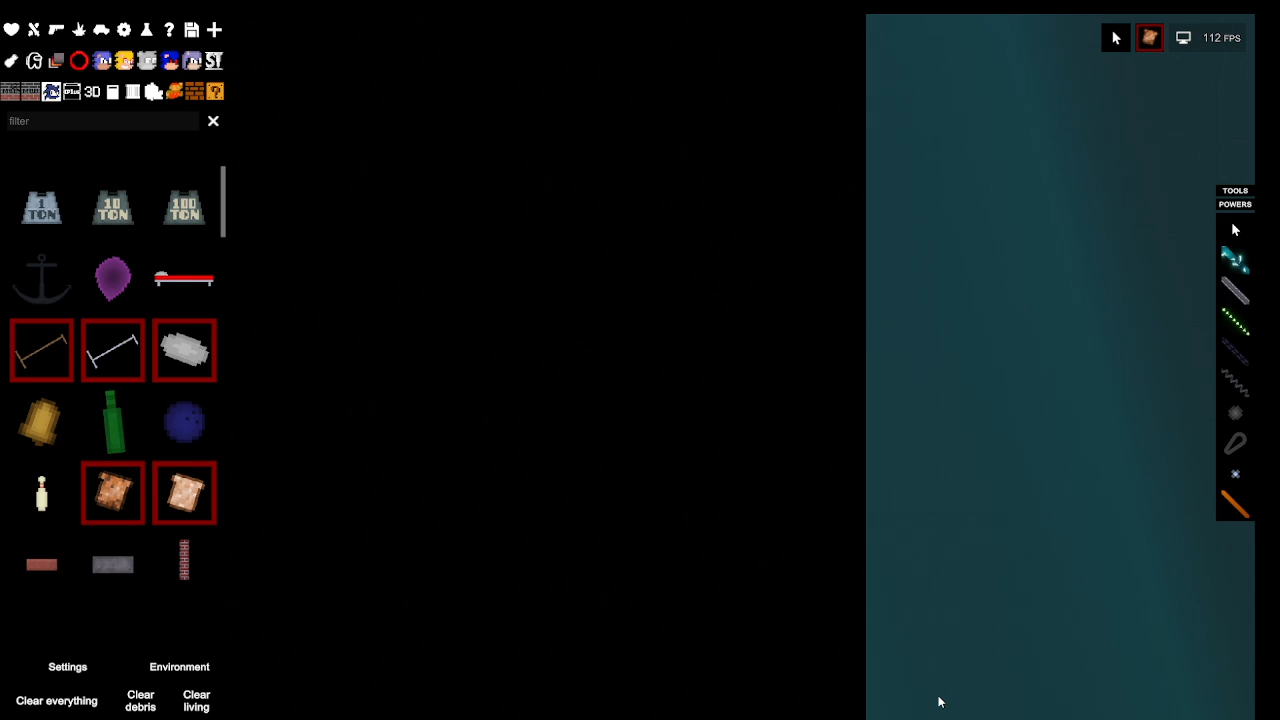 112 FPS
ST
3D
filter
TOOLS
POWERS
1 TON
10 TON
100 TON
Settings
Environment
Clear everything
Clear debris
Clear living